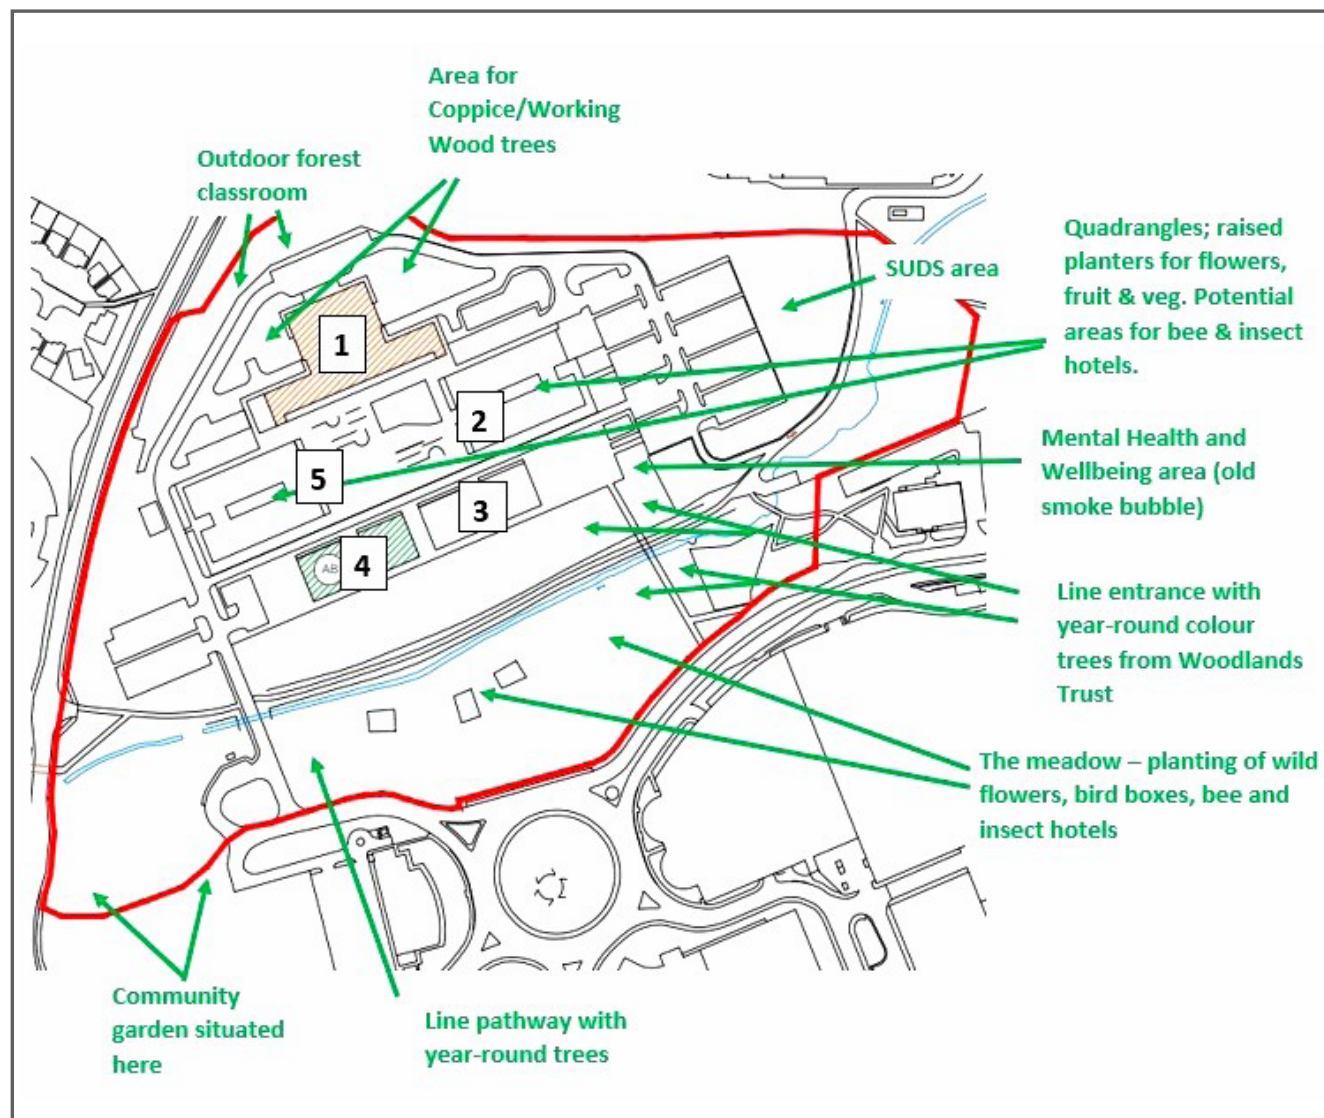 Area for
Coppice/Working
Wood trees
Outdoor forest
classroom
Quadrangles; raised
planters for flowers,
fruit & veg. Potential
areas for bee & insect
hotels.
SUDS area
1
2
Mental Health and
Wellbeing area (old
smoke bubble)
5
3
4
AB
Line entrance with
year-round colour
trees from Woodlands
Trust
The meadow – planting of wild
flowers, bird boxes, bee and
insect hotels
Community
garden situated
here
Line pathway with
year-round trees